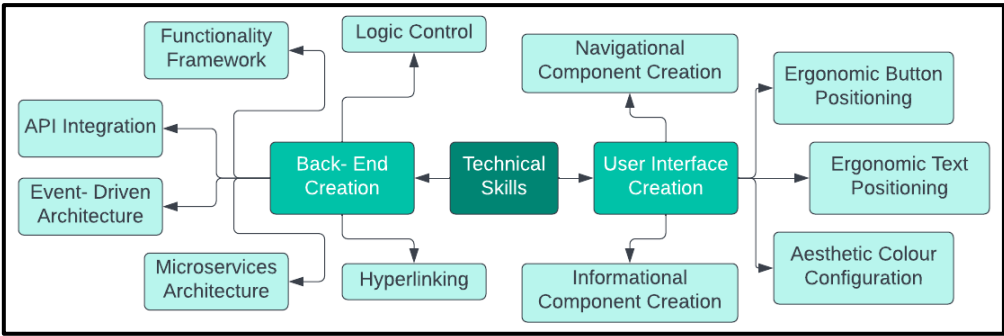 Functionality
Framework
Logic Control
Navigational
Component Creation
Ergonomic Button
Positioning
API Integration
Back- End
Creation
Technical
Skills
User Interface
Creation
Ergonomic Text
Positioning
Event- Driven
Architecture
Microservices
Architecture
Hyperlinking
Informational
Component Creation
Aesthetic Colour
Configuration